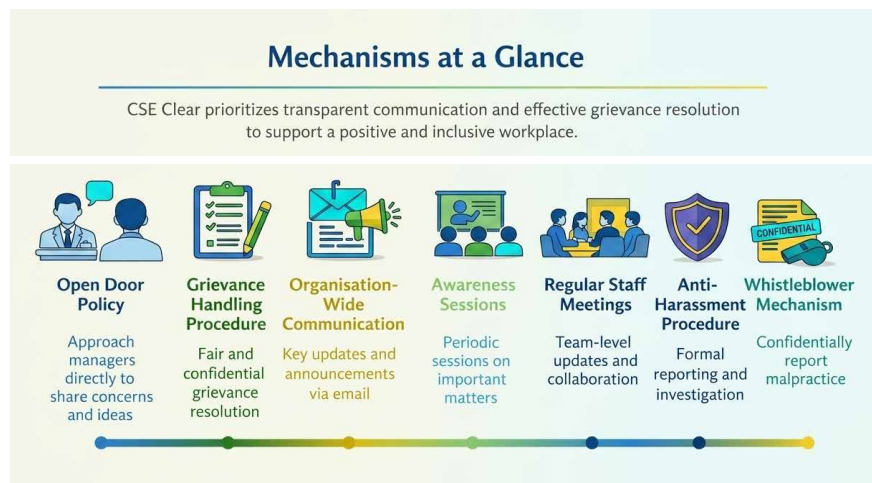 Mechanisms at a Glance
CSE Clear prioritizes transparent communication and effective grievance resolution
to support a positive and inclusive workplace.
Open Door
Policy
Approach
managers
directly to
share concerns
and ideas
Grievance
Handling
Procedure
Fair and
confidential
grievance
resolution
Organisation-
Wide
Communication
Key updates and
announcements
via email
Awareness
Sessions
Periodic
sessions on
important
matters
Regular Staff
Meetings
Team-level
updates and
collaboration
Anti-
Harassment
Procedure
Formal
reporting and
investigation
CONFIDENTIAL
Whistleblower
Mechanism
Confidentially
report
malpractice